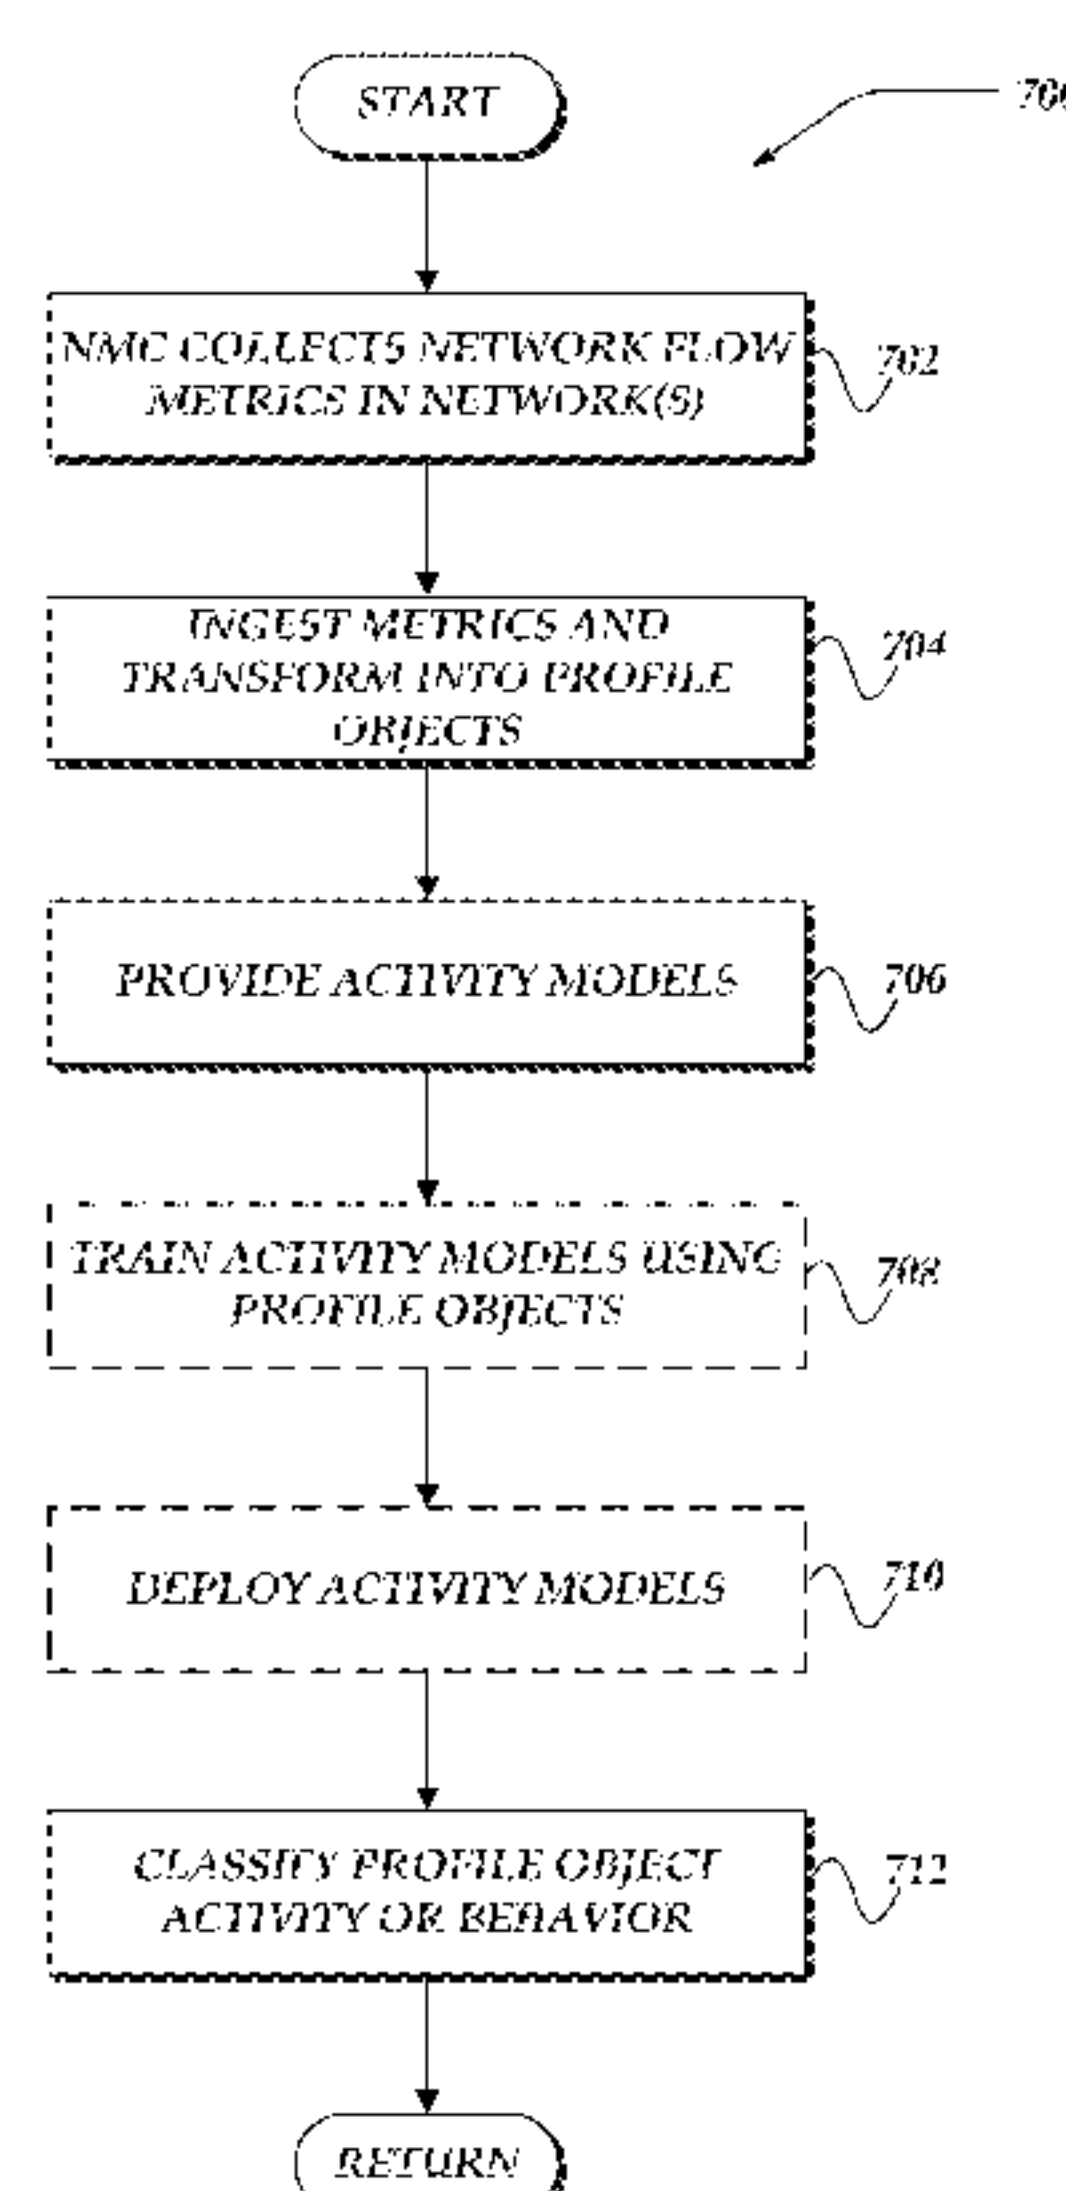 START
700
NMC COLLECTS NETWORK FLOW
METRICS IN NETWORK(S)
702
INGEST METRICS AND
TRANSFORM INTO PROFILE
OBJECTS
704
PROVIDE ACTIVITY MODELS
706
TRAIN ACTIVITY MODELS USING
PROFILE OBJECTS
708
DEPLOY ACTIVITY MODELS
710
CLASSIFY PROFILE OBJECT
ACTIVITY OR BEHAVIOR
712
RETURN